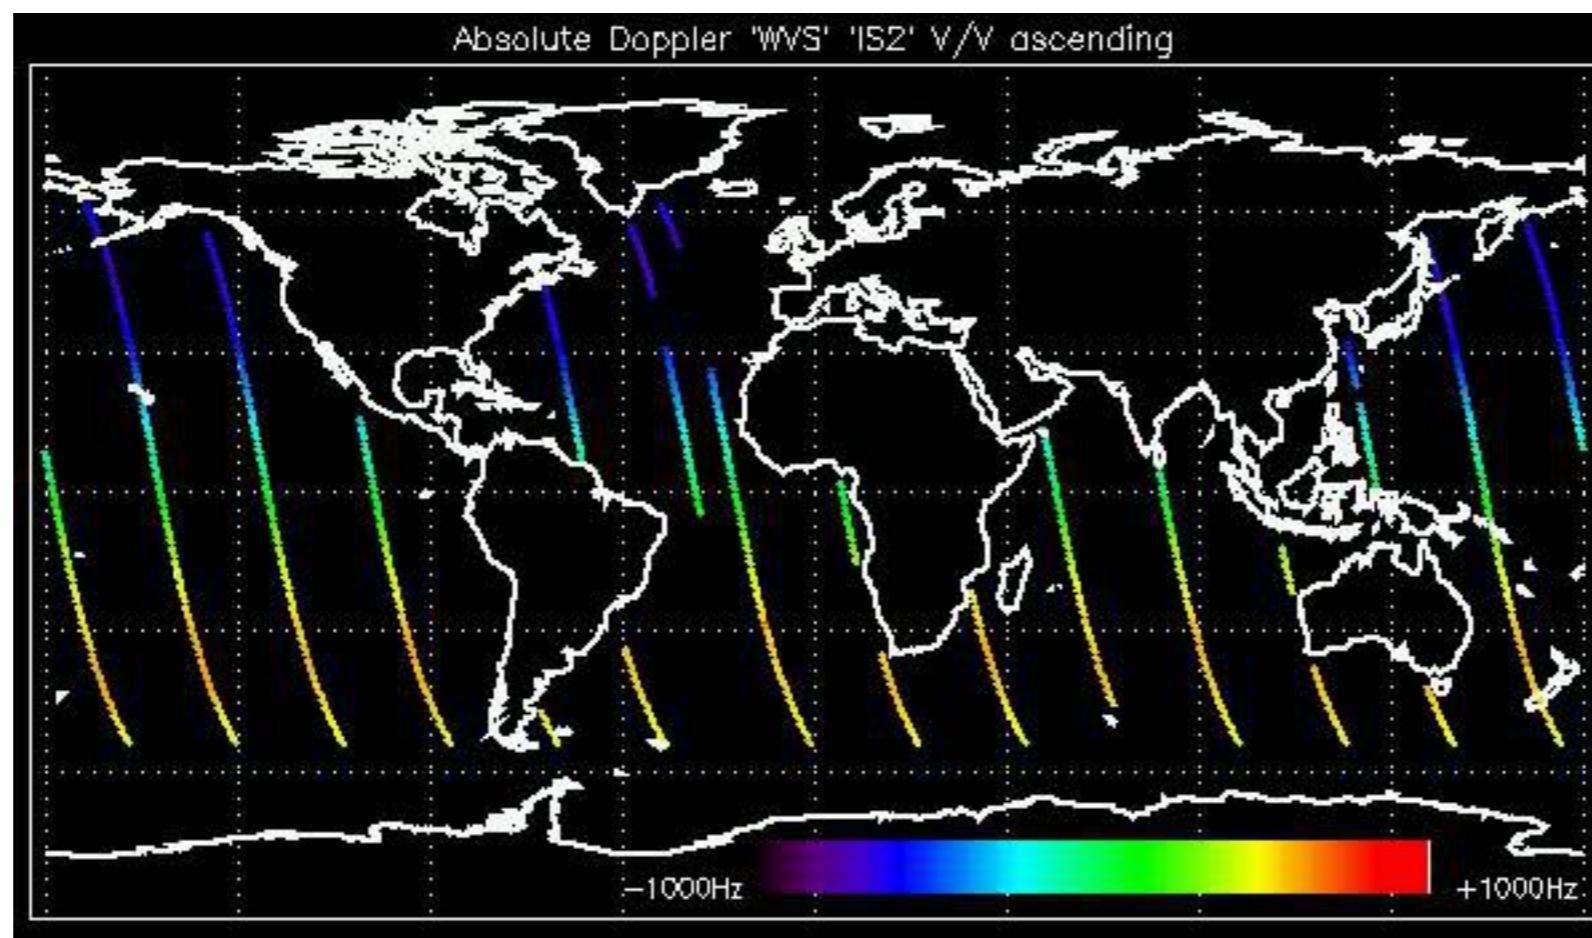 Absolute Doppler 'WVS' 'IS2' V/V ascending
−1000Hz +1000Hz